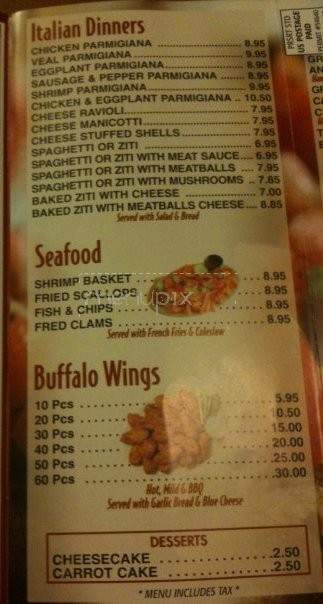 Italian Dinners
CHICKEN PARMIGIANA ............... 8.95
VEAL PARMIGIANA ................... 9.95
EGGPLANT PARMIGIANA ............ 8.95
SAUSAGE & PEPPER PARMIGIANA ....... 8.95
SHRIMP PARMIGIANA ................ 9.95
CHICKEN & EGGPLANT PARMIGIANA .. 10.50
CHEESE RAVIOLI ..................... 7.95
CHEESE MANICOTTI .................. 7.95
CHEESE STUFFED SHELLS ............. 7.95
SPAGHETTI OR ZITI .................. 6.95
SPAGHETTI OR ZITI WITH MEAT SAUCE.... 6.95
SPAGHETTI OR ZITI WITH MEATBALLS .... 7.95
SPAGHETTI OR ZITI WITH MUSHROOMS .. 7.85
BAKED ZITI WITH CHEESE ............ 7.00
BAKED ZITI WITH MEATBALLS CHEESE.... 8.85
Served with Salad & Bread
Seafood
SHRIMP BASKET .................... 8.95
FRIED SCALLOPS .................... 8.95
FISH & CHIPS ...................... 8.95
FRED CLAMS ....................... 8.95
Served with French Fries & Coleslaw
Buffalo Wings
10 Pcs ............................ 5.95
20 Pcs ........................... 10.50
30 Pcs ........................... 15.00
40 Pcs ........................... 20.00
50 Pcs ........................... 25.00
60 Pcs ........................... 30.00
Hot, Mild & BBQ
Served with Garlic Bread & Blue Cheese
DESSERTS
CHEESECAKE .............. 2.50
CARROT CAKE ............. 2.50
* MENU INCLUDES TAX *
PRSRT STD
US POSTAGE
PAID